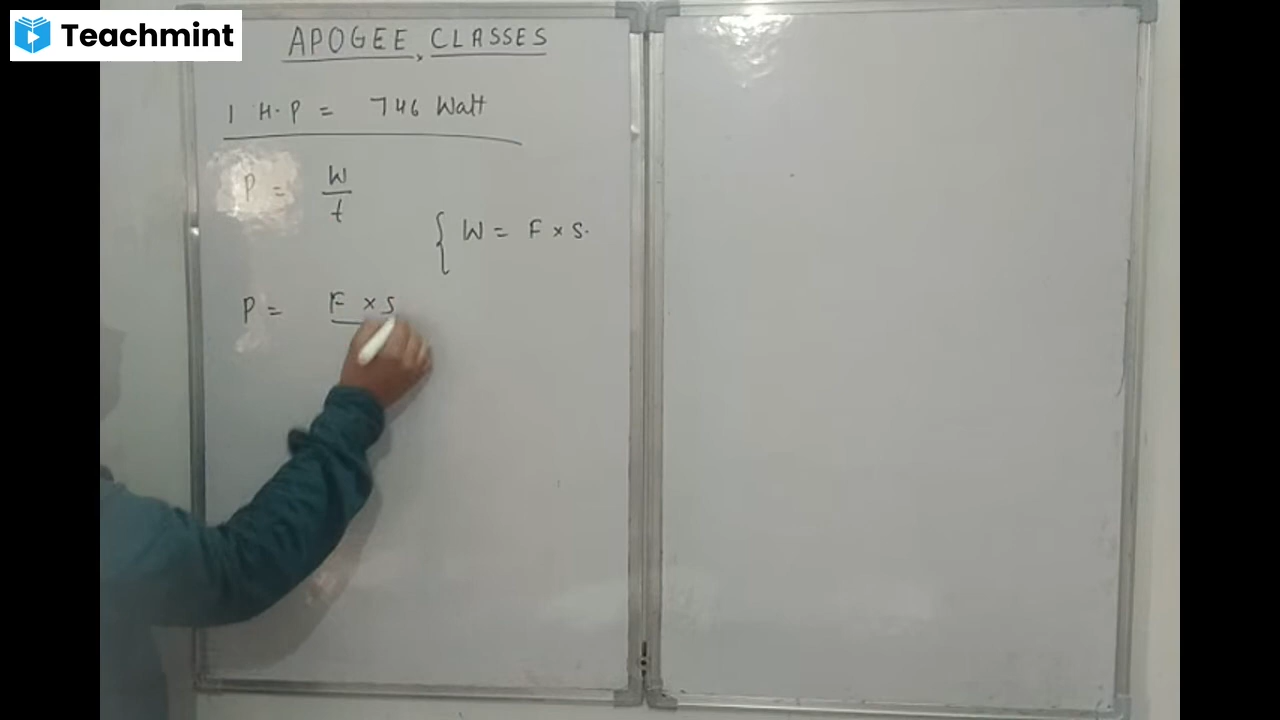 Teachmint
APOGEE, CLASSES
1 H.P = 746 Watt
P = W
t
{ W = F × S.
P = F × S